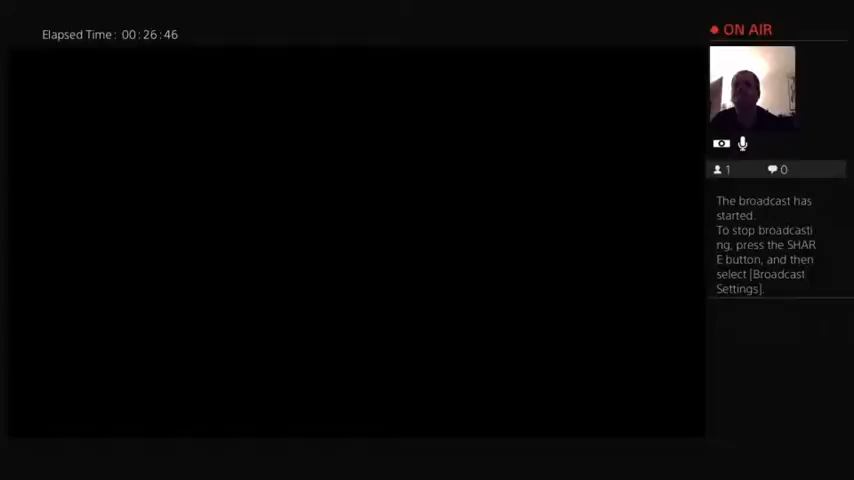 Elapsed Time: 00:26:46
ON AIR
1
0
The broadcast has
started.
To stop broadcasti
ng, press the SHAR
E button, and then
select [Broadcast
Settings].